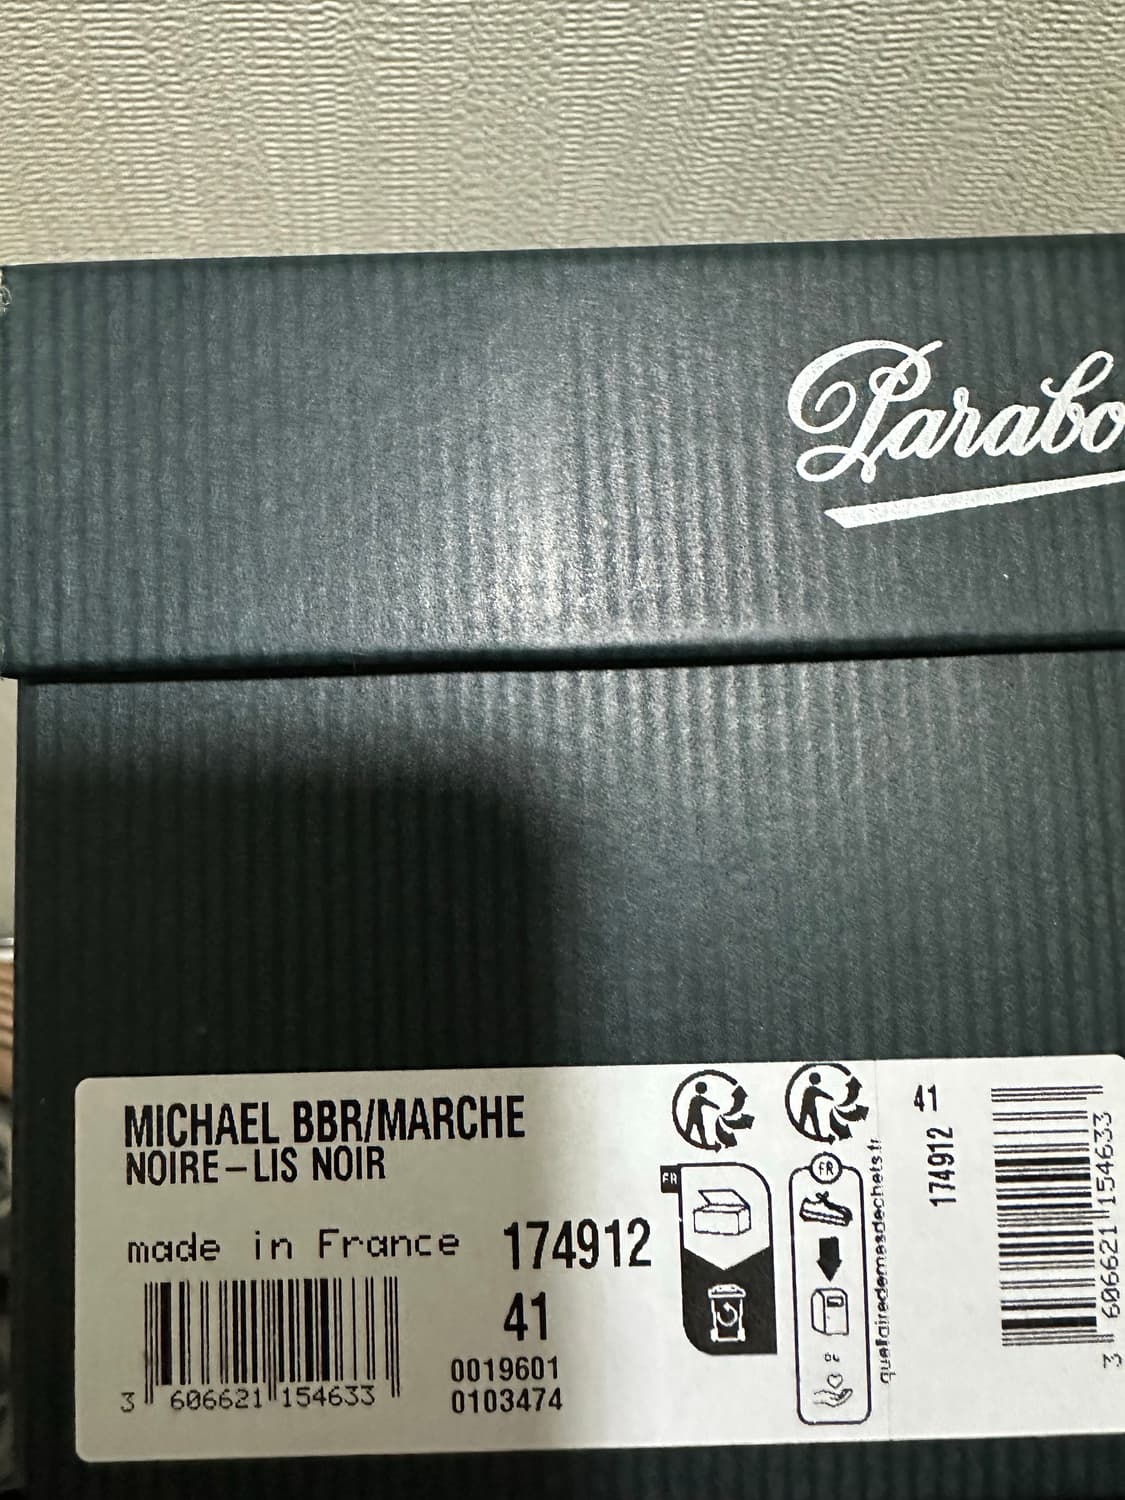 Parabo
MICHAEL BBR/MARCHE
NOIRE–LIS NOIR
made in France
174912
41
0019601
0103474
3 606621 154633
FR
FR
quefairedemesdechets.fr
41
174912
3 606621 154633